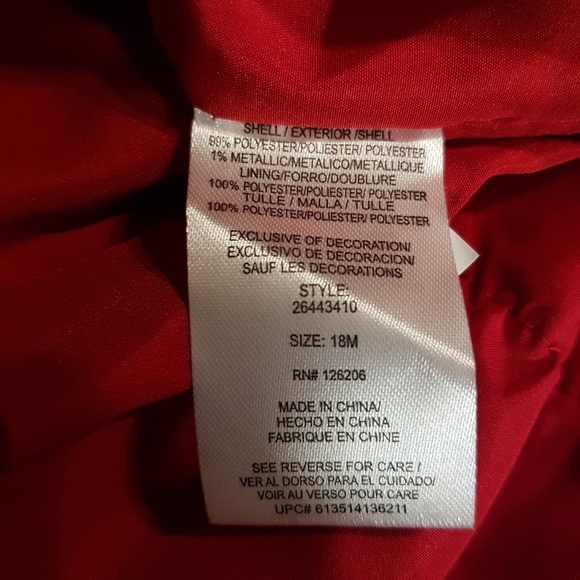 SHELL / EXTERIOR /SHELL
99% POLYESTER/POLIESTER/ POLYESTER
1% METALLIC/METALICO/METALLIQUE
LINING/FORRO/DOUBLURE
100% POLYESTER/POLIESTER/ POLYESTER
TULLE / MALLA / TULLE
100% POLYESTER/POLIESTER/ POLYESTER
EXCLUSIVE OF DECORATION/
EXCLUSIVO DE DECORACION/
SAUF LES DECORATIONS
STYLE:
26443410
SIZE: 18M
RN# 126206
MADE IN CHINA/
HECHO EN CHINA
FABRIQUE EN CHINE
SEE REVERSE FOR CARE /
VER AL DORSO PARA EL CUIDADO/
VOIR AU VERSO POUR CARE
UPC# 613514136211